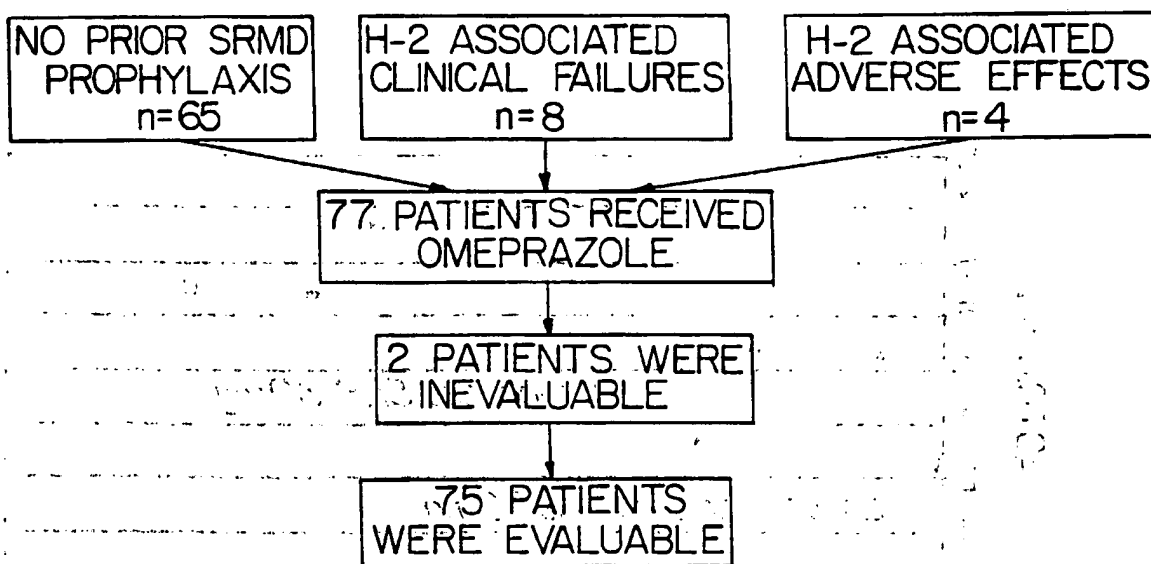 NO PRIOR SRMD
PROPHYLAXIS
n=65
H-2 ASSOCIATED
CLINICAL FAILURES
n=8
H-2 ASSOCIATED
ADVERSE EFFECTS
n=4
77 PATIENTS RECEIVED
OMEPRAZOLE
2 PATIENTS WERE
INEVALUABLE
75 PATIENTS
WERE EVALUABLE